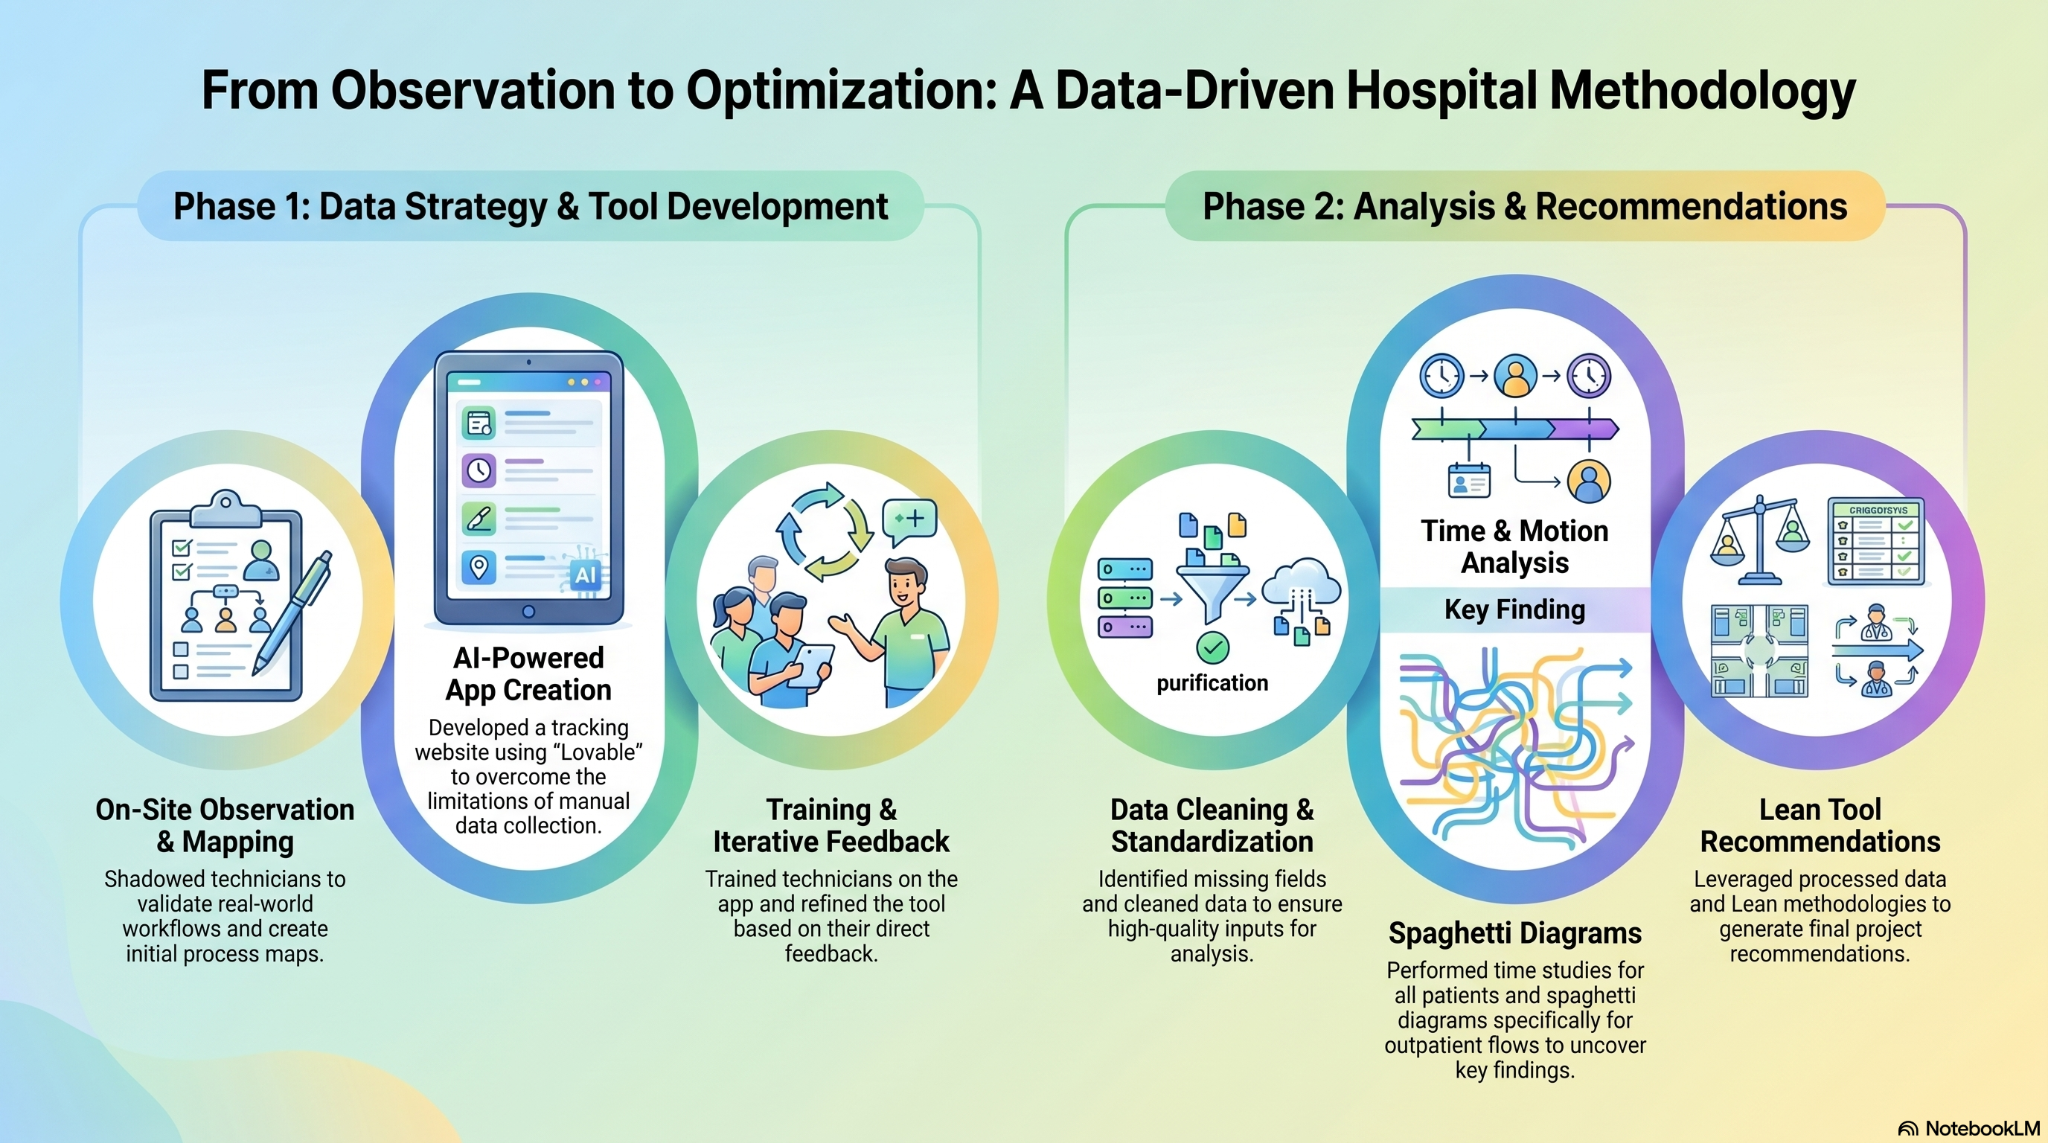 From Observation to Optimization: A Data-Driven Hospital Methodology
Phase 1: Data Strategy & Tool Development
AI
AI-Powered
App Creation
Developed a tracking
website using “Lovable”
to overcome the
limitations of manual
data collection.
On-Site Observation
& Mapping
Shadowed technicians to
validate real-world
workflows and create
initial process maps.
Training &
Iterative Feedback
Trained technicians on the
app and refined the tool
based on their direct
feedback.
Phase 2: Analysis & Recommendations
purification
Data Cleaning &
Standardization
Identified missing fields
and cleaned data to ensure
high-quality inputs for
analysis.
Time & Motion
Analysis
Key Finding
Spaghetti Diagrams
Performed time studies for
all patients and spaghetti
diagrams specifically for
outpatient flows to uncover
key findings.
Lean Tool
Recommendations
Leveraged processed data
and Lean methodologies to
generate final project
recommendations.
NotebookLM